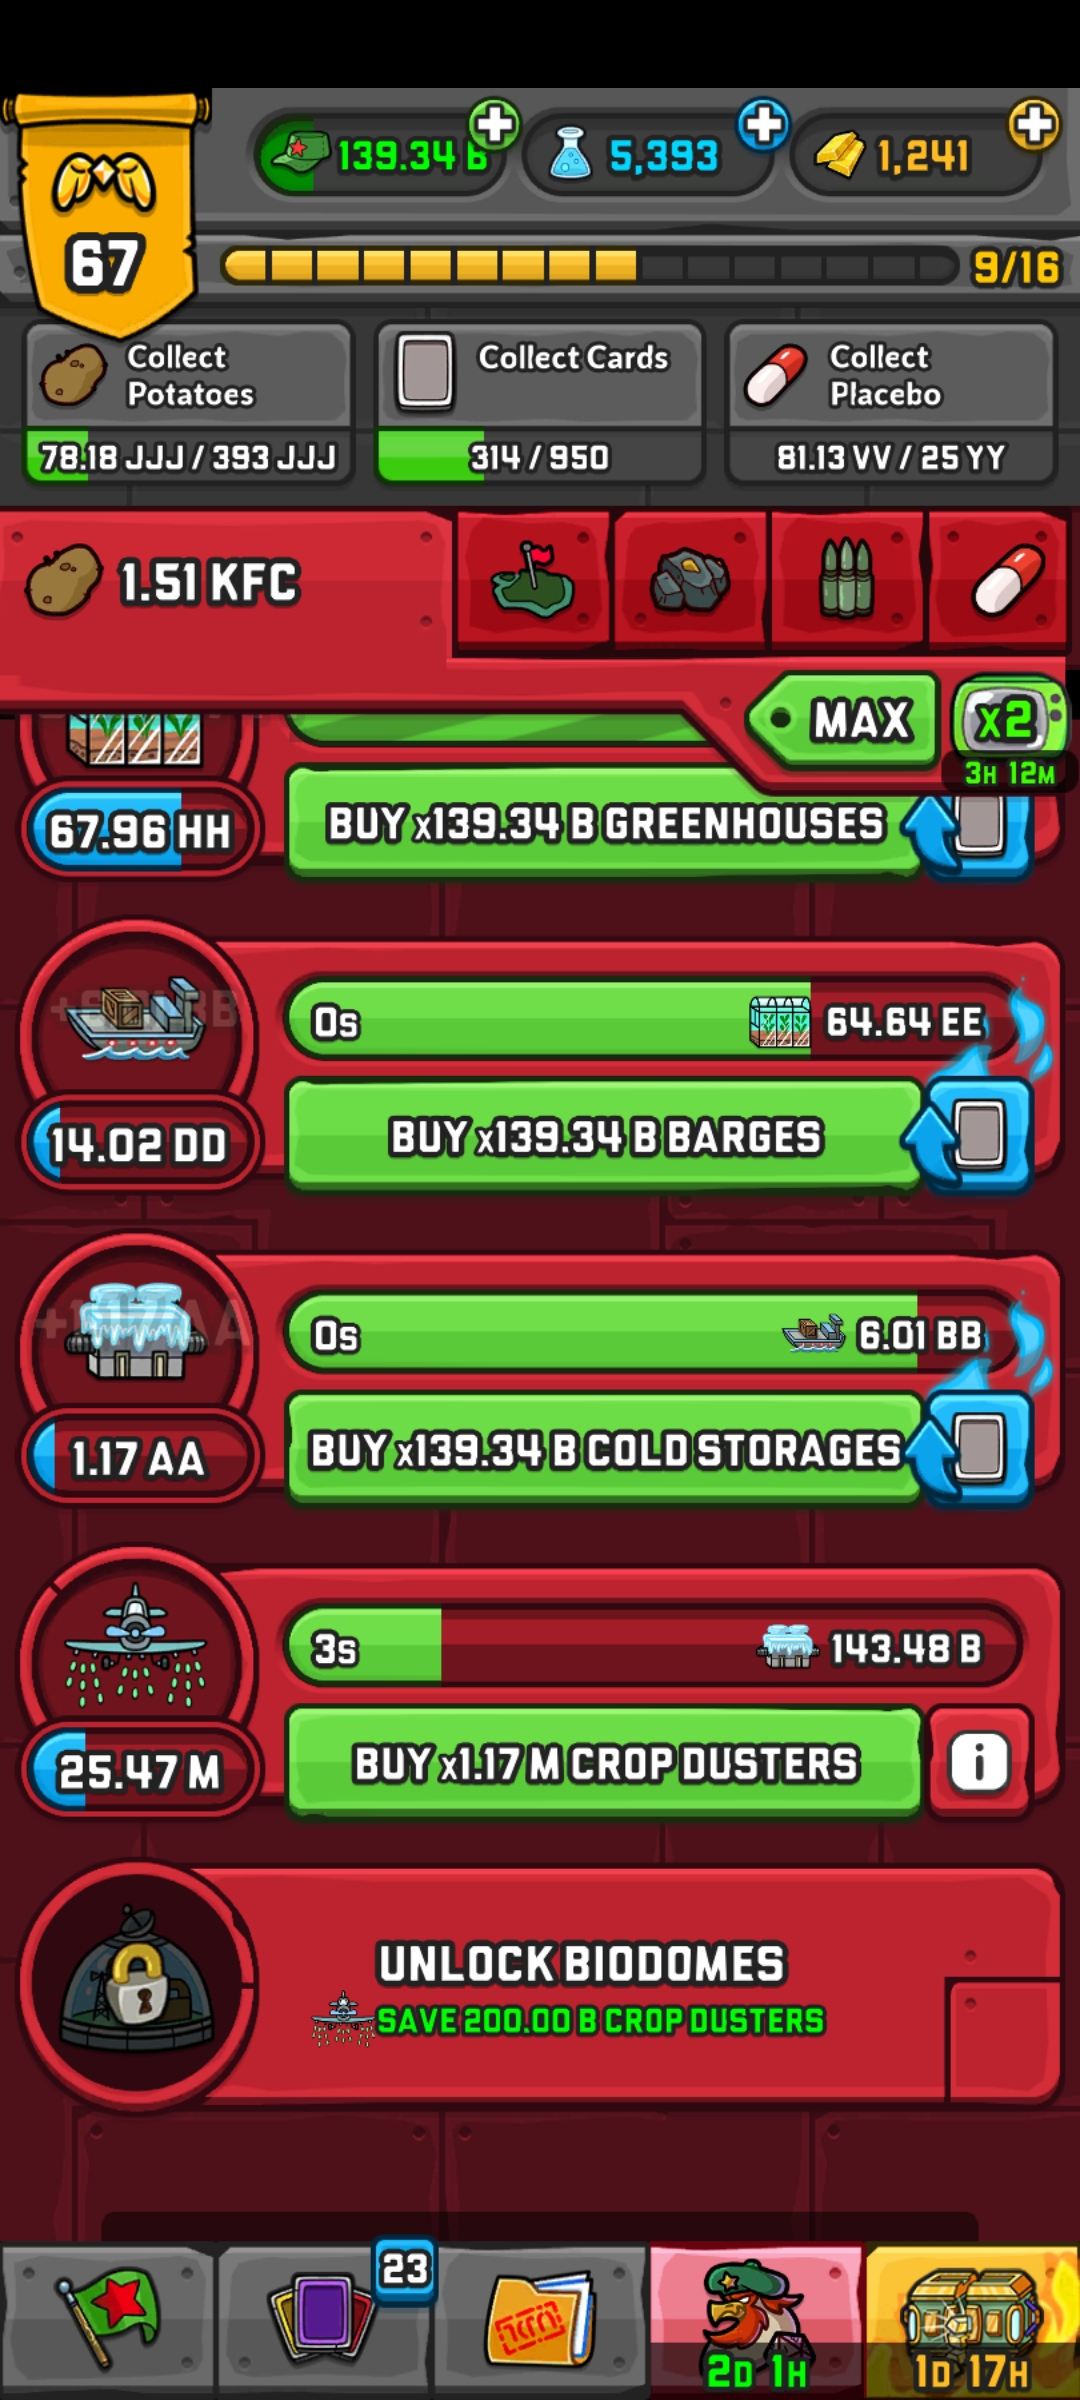 139.34 B
5,393
1,241
67
9/16
Collect
Potatoes
78.18 JJJ / 393 JJJ
Collect Cards
314 / 950
Collect
Placebo
81.13 VV / 25 YY
1.51 KFC
MAX
x2
3H 12M
67.96 HH
BUY x139.34 B GREENHOUSES
0s
64.64 EE
14.02 DD
BUY x139.34 B BARGES
0s
6.01 BB
1.17 AA
BUY x139.34 B COLD STORAGES
3s
143.48 B
25.47 M
BUY x1.17 M CROP DUSTERS
i
UNLOCK BIODOMES
SAVE 200.00 B CROP DUSTERS
23
2D 1H
1D 17H